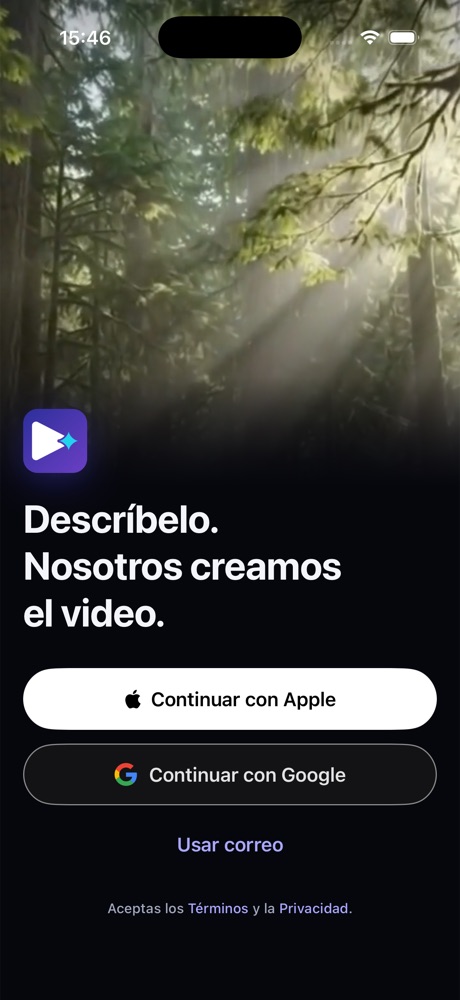 15:46
Descríbelo.
Nosotros creamos
el video.
Continuar con Apple
Continuar con Google
Usar correo
Aceptas los Términos y la Privacidad.